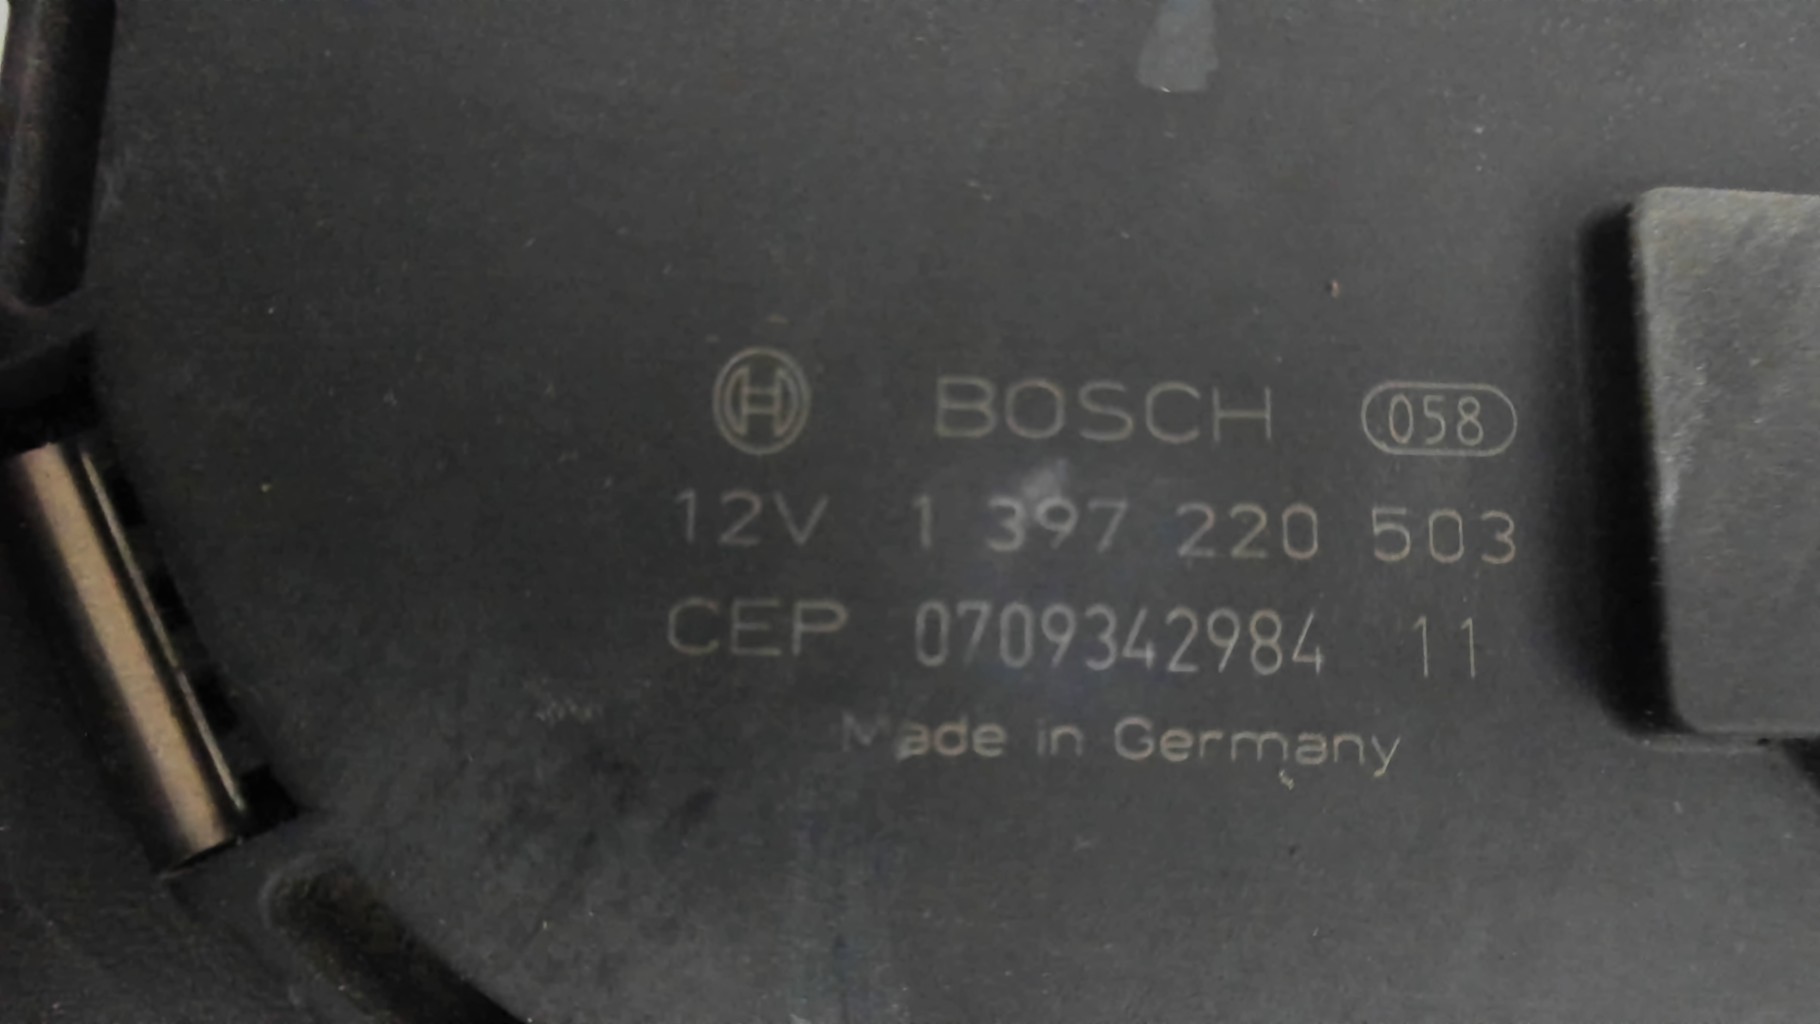 BOSCH 058
12V 1 397 220 503
CEP 0709342984 11
Made in Germany